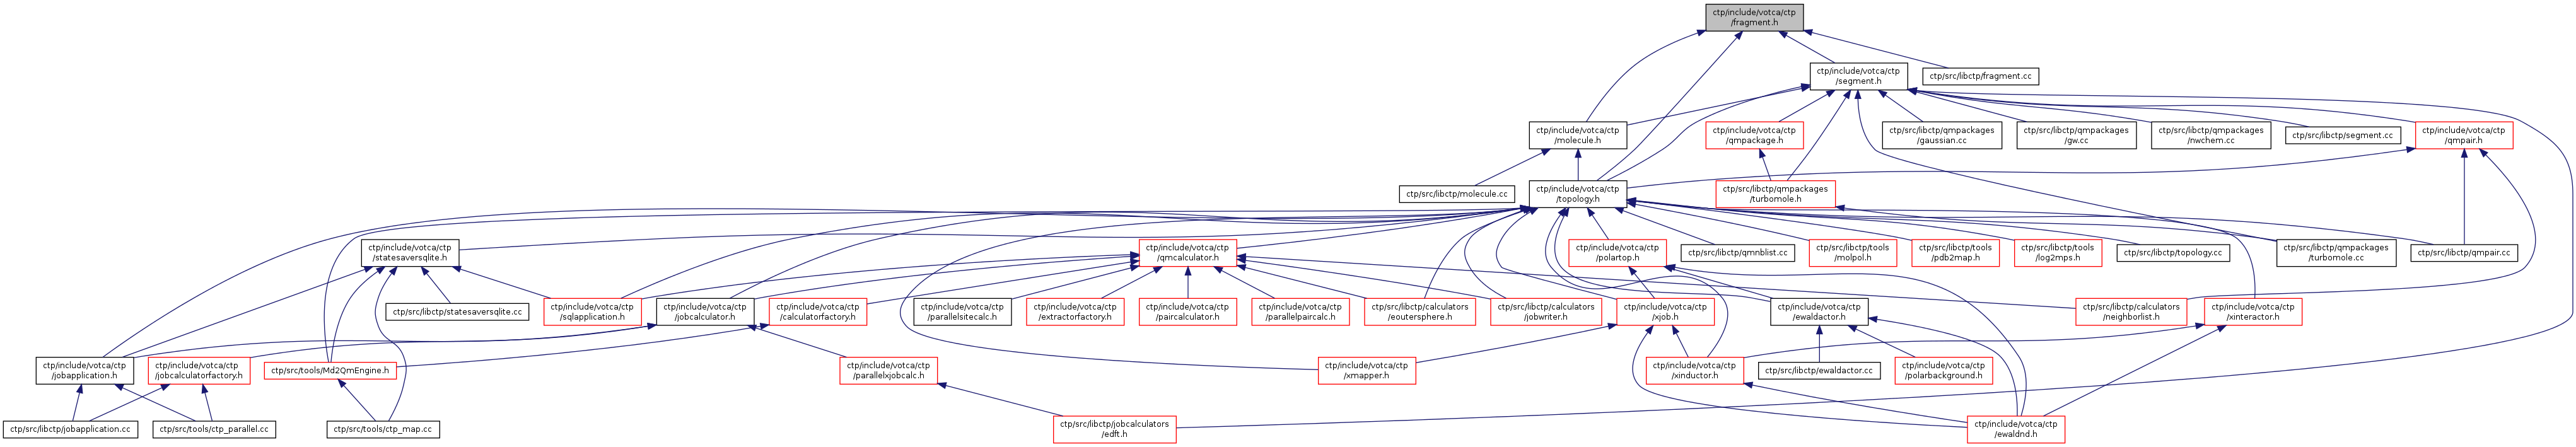 ctp/include/votca/ctp
/fragment.h
ctp/include/votca/ctp
/segment.h
ctp/src/libctp/fragment.cc
ctp/include/votca/ctp
/molecule.h
ctp/include/votca/ctp
/qmpackage.h
ctp/src/libctp/qmpackages
/gaussian.cc
ctp/src/libctp/qmpackages
/gw.cc
ctp/src/libctp/qmpackages
/nwchem.cc
ctp/src/libctp/segment.cc
ctp/include/votca/ctp
/qmpair.h
ctp/src/libctp/molecule.cc
ctp/include/votca/ctp
/topology.h
ctp/src/libctp/qmpackages
/turbomole.h
ctp/include/votca/ctp
/statesaversqlite.h
ctp/include/votca/ctp
/qmcalculator.h
ctp/include/votca/ctp
/polartop.h
ctp/src/libctp/qmnblist.cc
ctp/src/libctp/tools
/molpol.h
ctp/src/libctp/tools
/pdb2map.h
ctp/src/libctp/tools
/log2mps.h
ctp/src/libctp/topology.cc
ctp/src/libctp/qmpackages
/turbomole.cc
ctp/src/libctp/qmpair.cc
ctp/src/libctp/statesaversqlite.cc
ctp/include/votca/ctp
/sqlapplication.h
ctp/include/votca/ctp
/jobcalculator.h
ctp/include/votca/ctp
/calculatorfactory.h
ctp/include/votca/ctp
/parallelsitecalc.h
ctp/include/votca/ctp
/extractorfactory.h
ctp/include/votca/ctp
/paircalculator.h
ctp/include/votca/ctp
/parallelpaircalc.h
ctp/src/libctp/calculators
/eoutersphere.h
ctp/src/libctp/calculators
/jobwriter.h
ctp/include/votca/ctp
/xjob.h
ctp/include/votca/ctp
/ewaldactor.h
ctp/src/libctp/calculators
/neighborlist.h
ctp/include/votca/ctp
/xinteractor.h
ctp/include/votca/ctp
/jobapplication.h
ctp/include/votca/ctp
/jobcalculatorfactory.h
ctp/src/tools/Md2QmEngine.h
ctp/include/votca/ctp
/parallelxjobcalc.h
ctp/include/votca/ctp
/xmapper.h
ctp/include/votca/ctp
/xinductor.h
ctp/src/libctp/ewaldactor.cc
ctp/include/votca/ctp
/polarbackground.h
ctp/src/libctp/jobapplication.cc
ctp/src/tools/ctp_parallel.cc
ctp/src/tools/ctp_map.cc
ctp/src/libctp/jobcalculators
/edft.h
ctp/include/votca/ctp
/ewaldnd.h